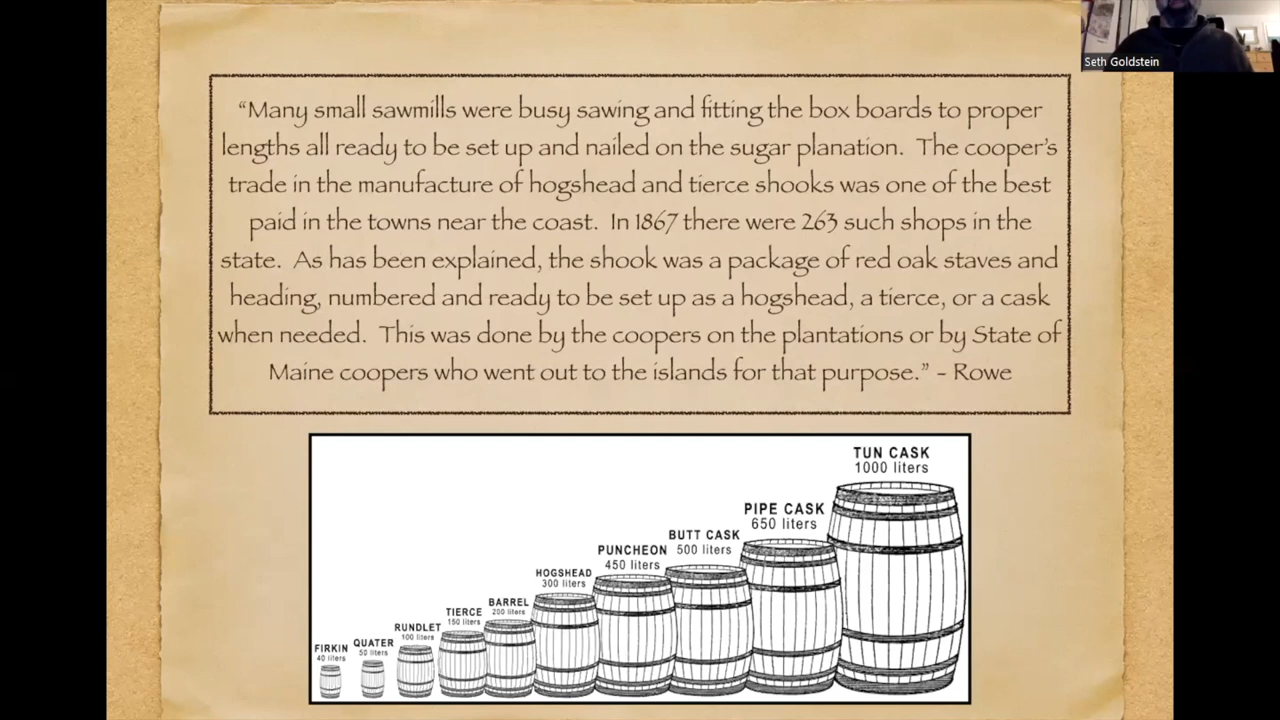 Seth Goldstein
“Many small sawmills were busy sawing and fitting the box boards to proper
lengths all ready to be set up and nailed on the sugar planation. The cooper’s
trade in the manufacture of hogshead and tierce shooks was one of the best
paid in the towns near the coast. In 1867 there were 263 such shops in the
state. As has been explained, the shook was a package of red oak staves and
heading, numbered and ready to be set up as a hogshead, a tierce, or a cask
when needed. This was done by the coopers on the plantations or by State of
Maine coopers who went out to the islands for that purpose.” – Rowe
FIRKIN
40 liters
QUATER
50 liters
RUNDLET
100 liters
TIERCE
150 liters
BARREL
200 liters
HOGSHEAD
300 liters
PUNCHEON
450 liters
BUTT CASK
500 liters
PIPE CASK
650 liters
TUN CASK
1000 liters